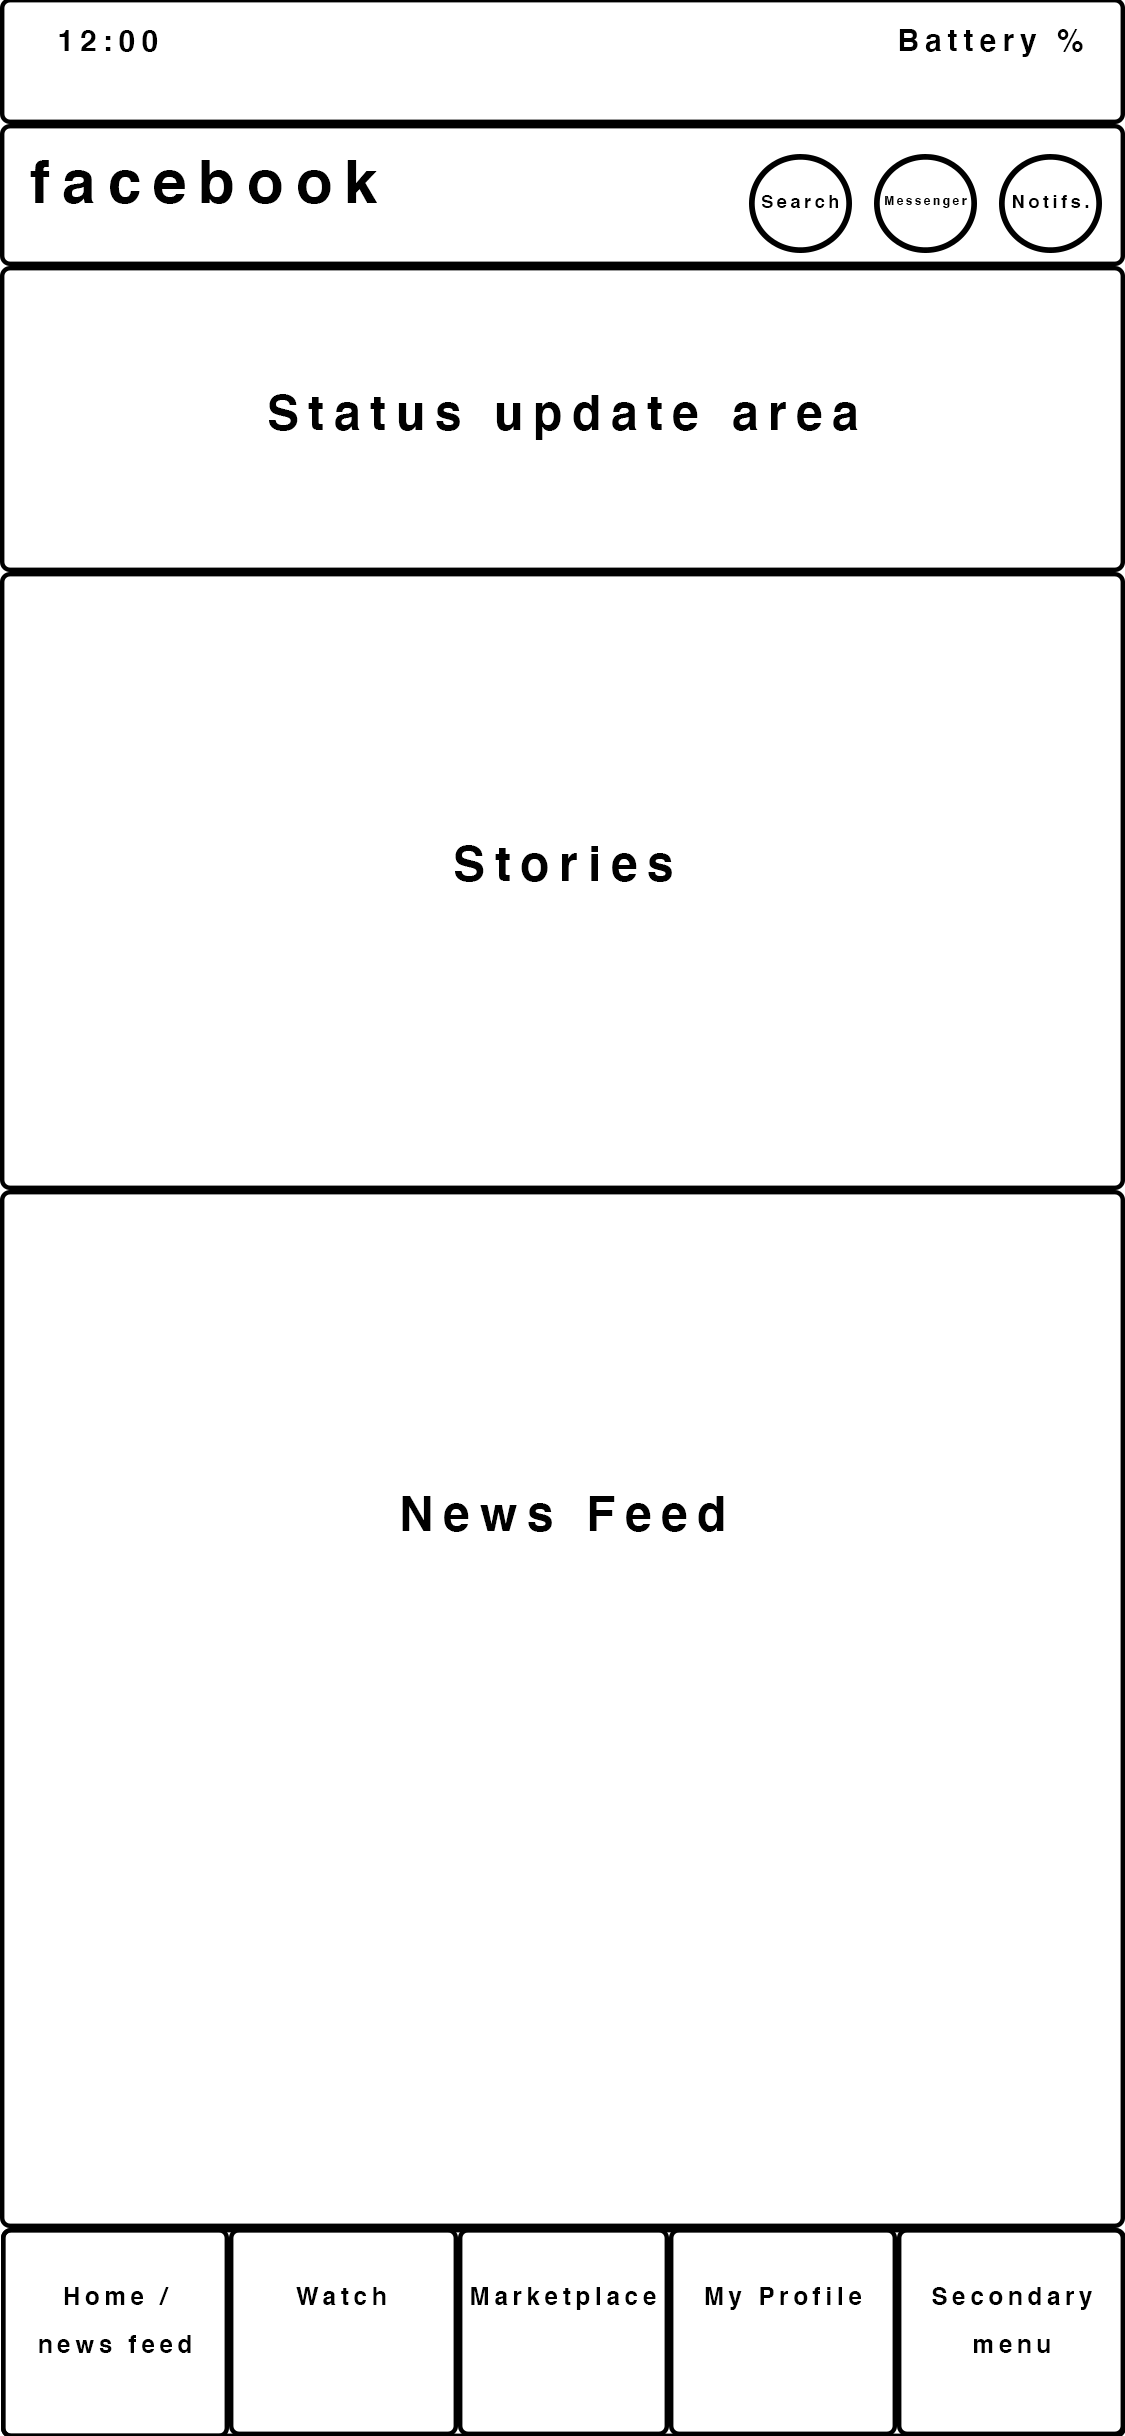 12:00 Battery %
facebook Search Messenger Notifs.
Status update area
Stories
News Feed
Home /
news feed
Watch
Marketplace
My Profile
Secondary
menu